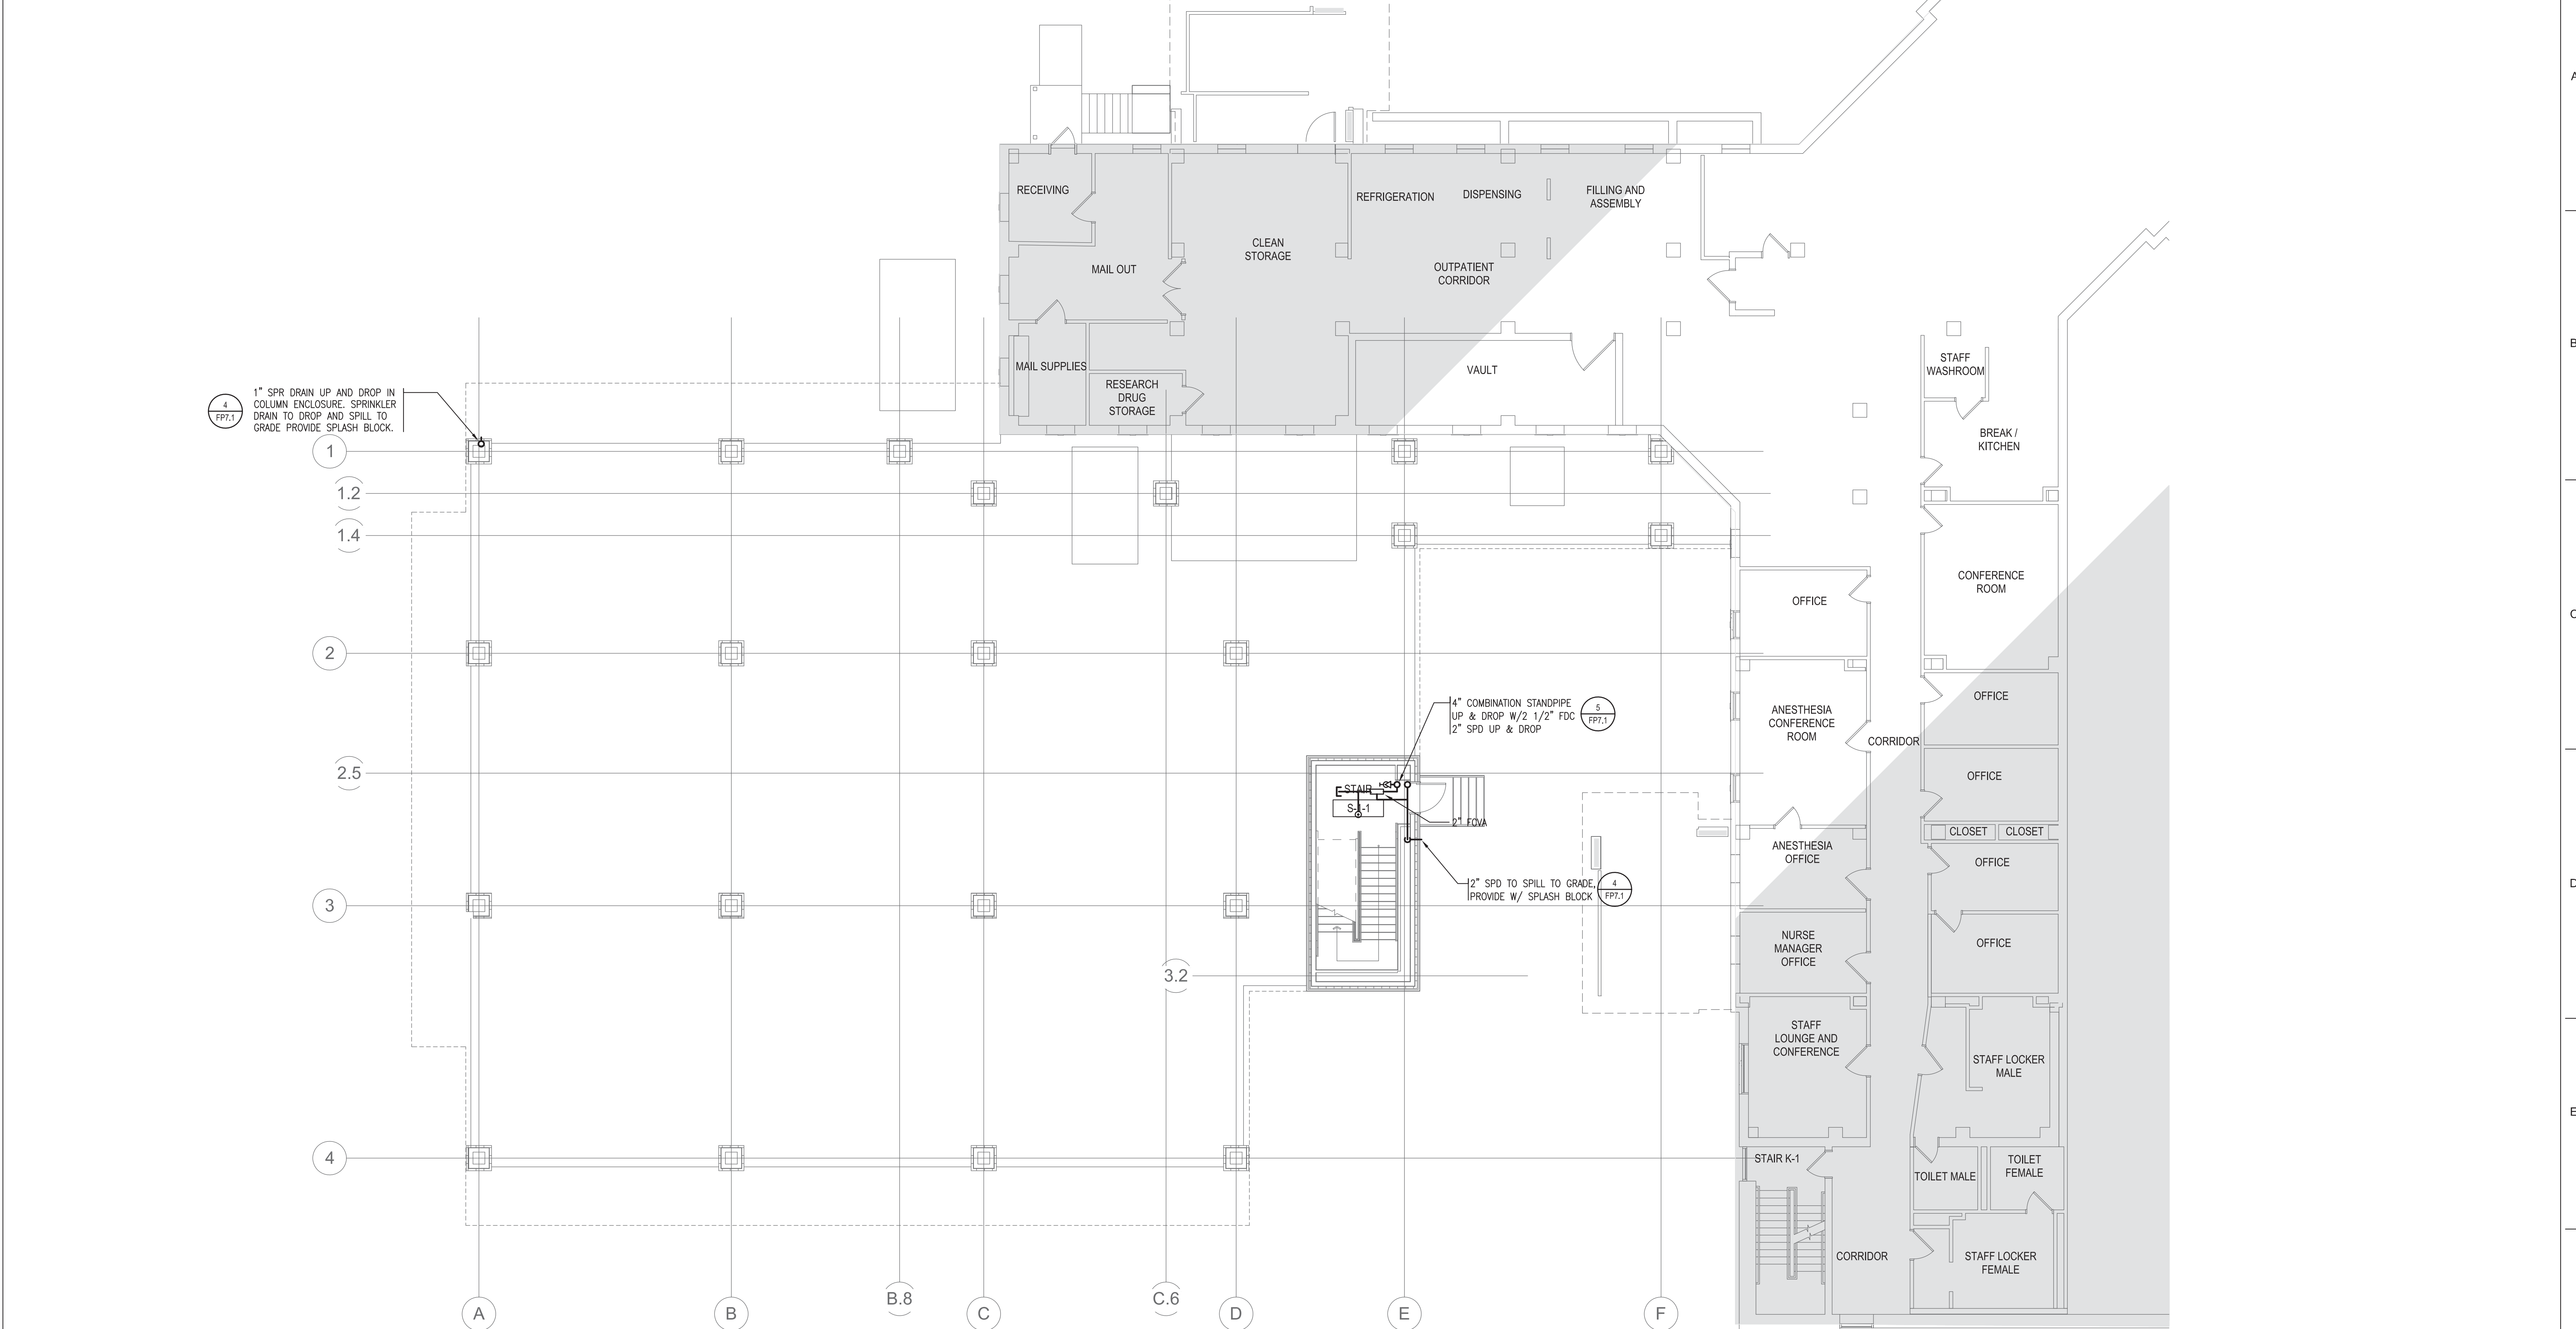 A
B
C
D
E
RECEIVING
MAIL OUT
CLEAN
STORAGE
REFRIGERATION
DISPENSING
FILLING AND
ASSEMBLY
OUTPATIENT
CORRIDOR
MAIL SUPPLIES
RESEARCH
DRUG
STORAGE
VAULT
STAFF
WASHROOM
BREAK /
KITCHEN
4
FP7.1
1" SPR DRAIN UP AND DROP IN
COLUMN ENCLOSURE. SPRINKLER
DRAIN TO DROP AND SPILL TO
GRADE PROVIDE SPLASH BLOCK.
1
1.2
1.4
2
2.5
3
3.2
4
OFFICE
CONFERENCE
ROOM
ANESTHESIA
CONFERENCE
ROOM
CORRIDOR
OFFICE
OFFICE
CLOSET
CLOSET
4" COMBINATION STANDPIPE
UP & DROP W/2 1/2" FDC
2" SPD UP & DROP
5
FP7.1
STAIR
S-1-1
2" FCVA
2" SPD TO SPILL TO GRADE,
PROVIDE W/ SPLASH BLOCK
4
FP7.1
ANESTHESIA
OFFICE
OFFICE
NURSE
MANAGER
OFFICE
OFFICE
STAFF
LOUNGE AND
CONFERENCE
STAFF LOCKER
MALE
STAIR K-1
TOILET MALE
TOILET
FEMALE
CORRIDOR
STAFF LOCKER
FEMALE
A
B
B.8
C
C.6
D
E
F